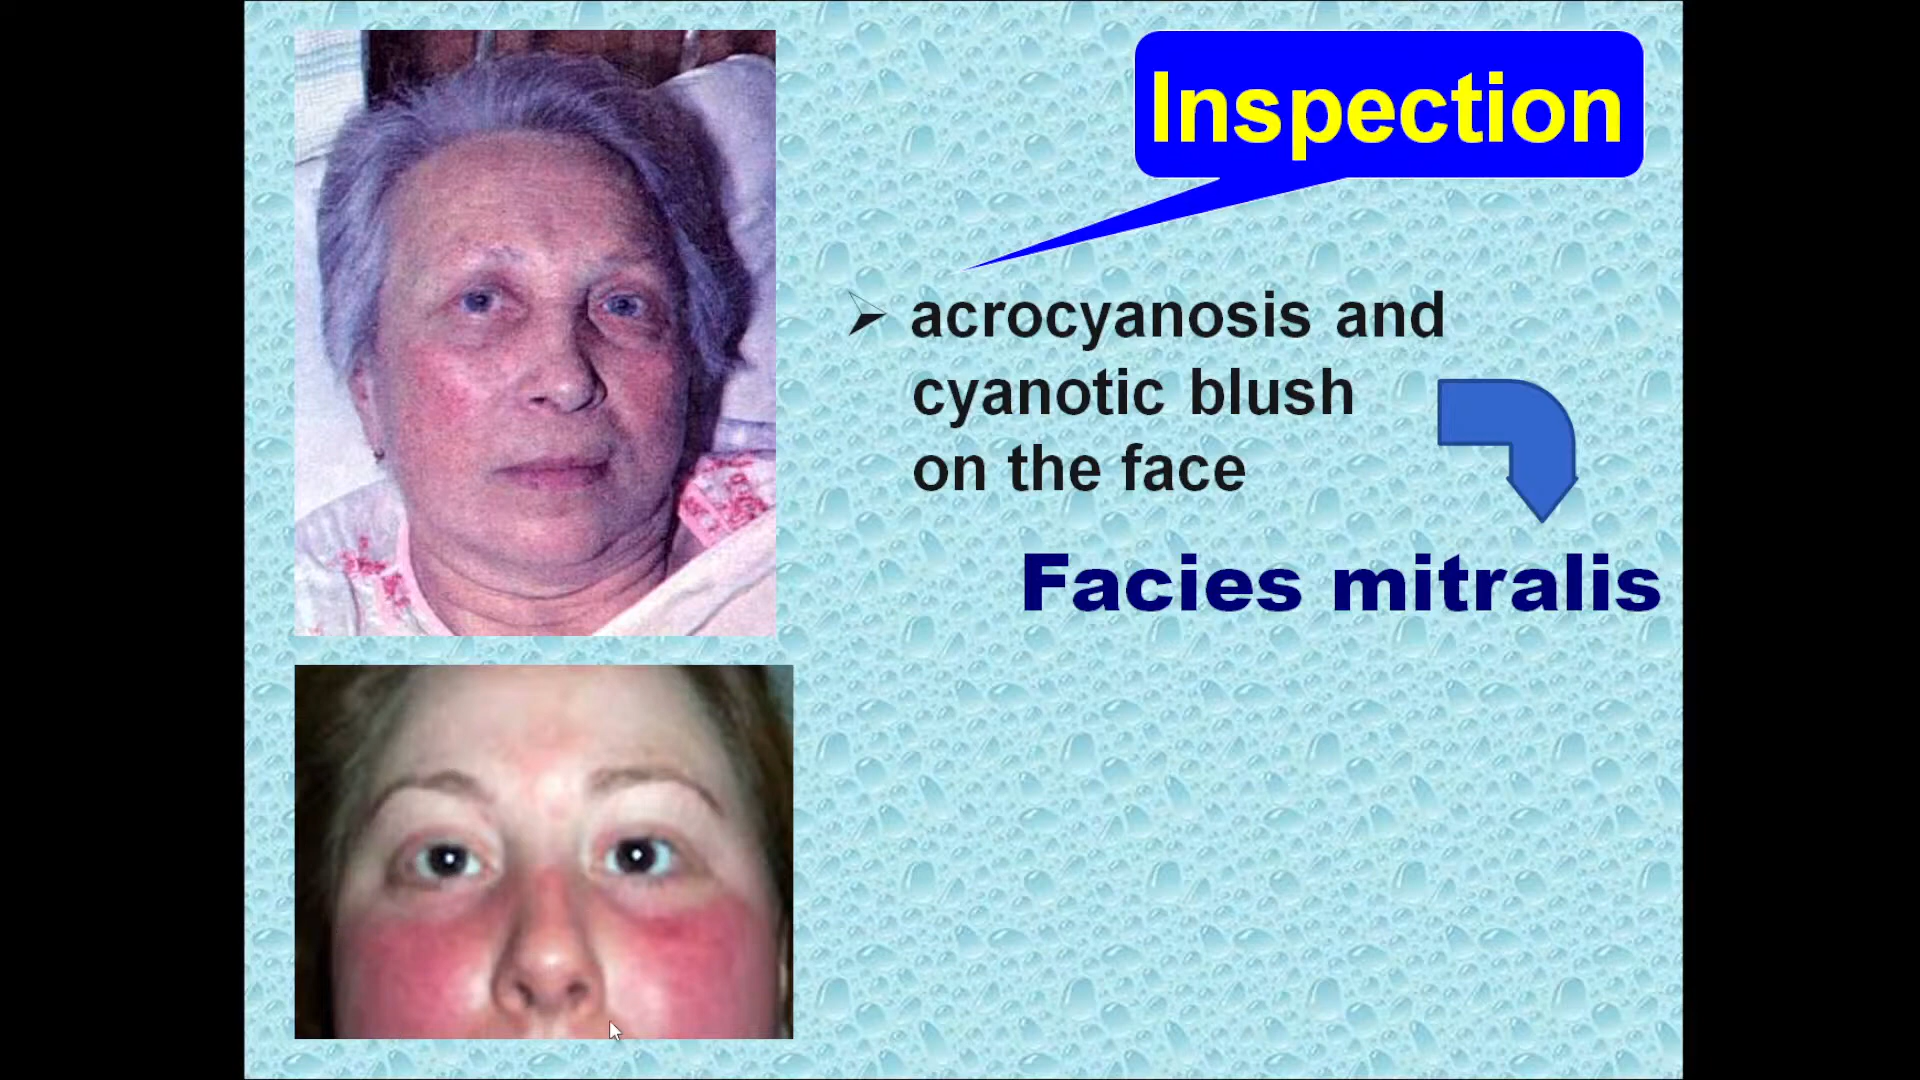 Inspection
acrocyanosis and
cyanotic blush
on the face
Facies mitralis